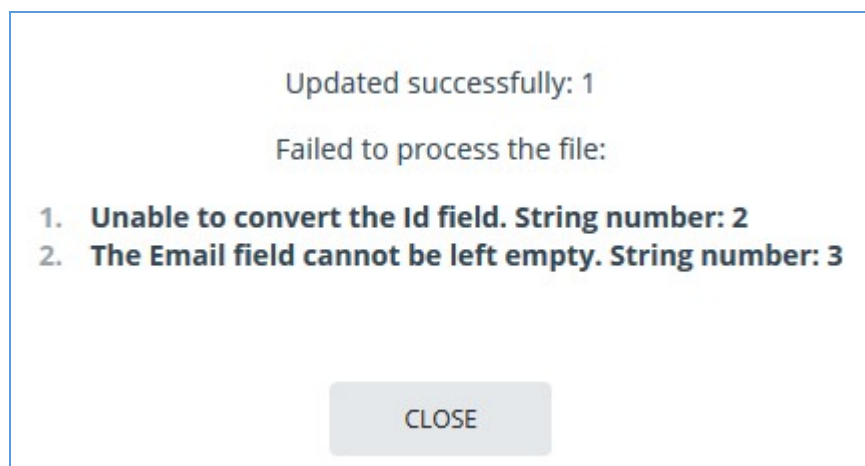 Updated successfully: 1
Failed to process the file:
1. Unable to convert the Id field. String number: 2
2. The Email field cannot be left empty. String number: 3
CLOSE